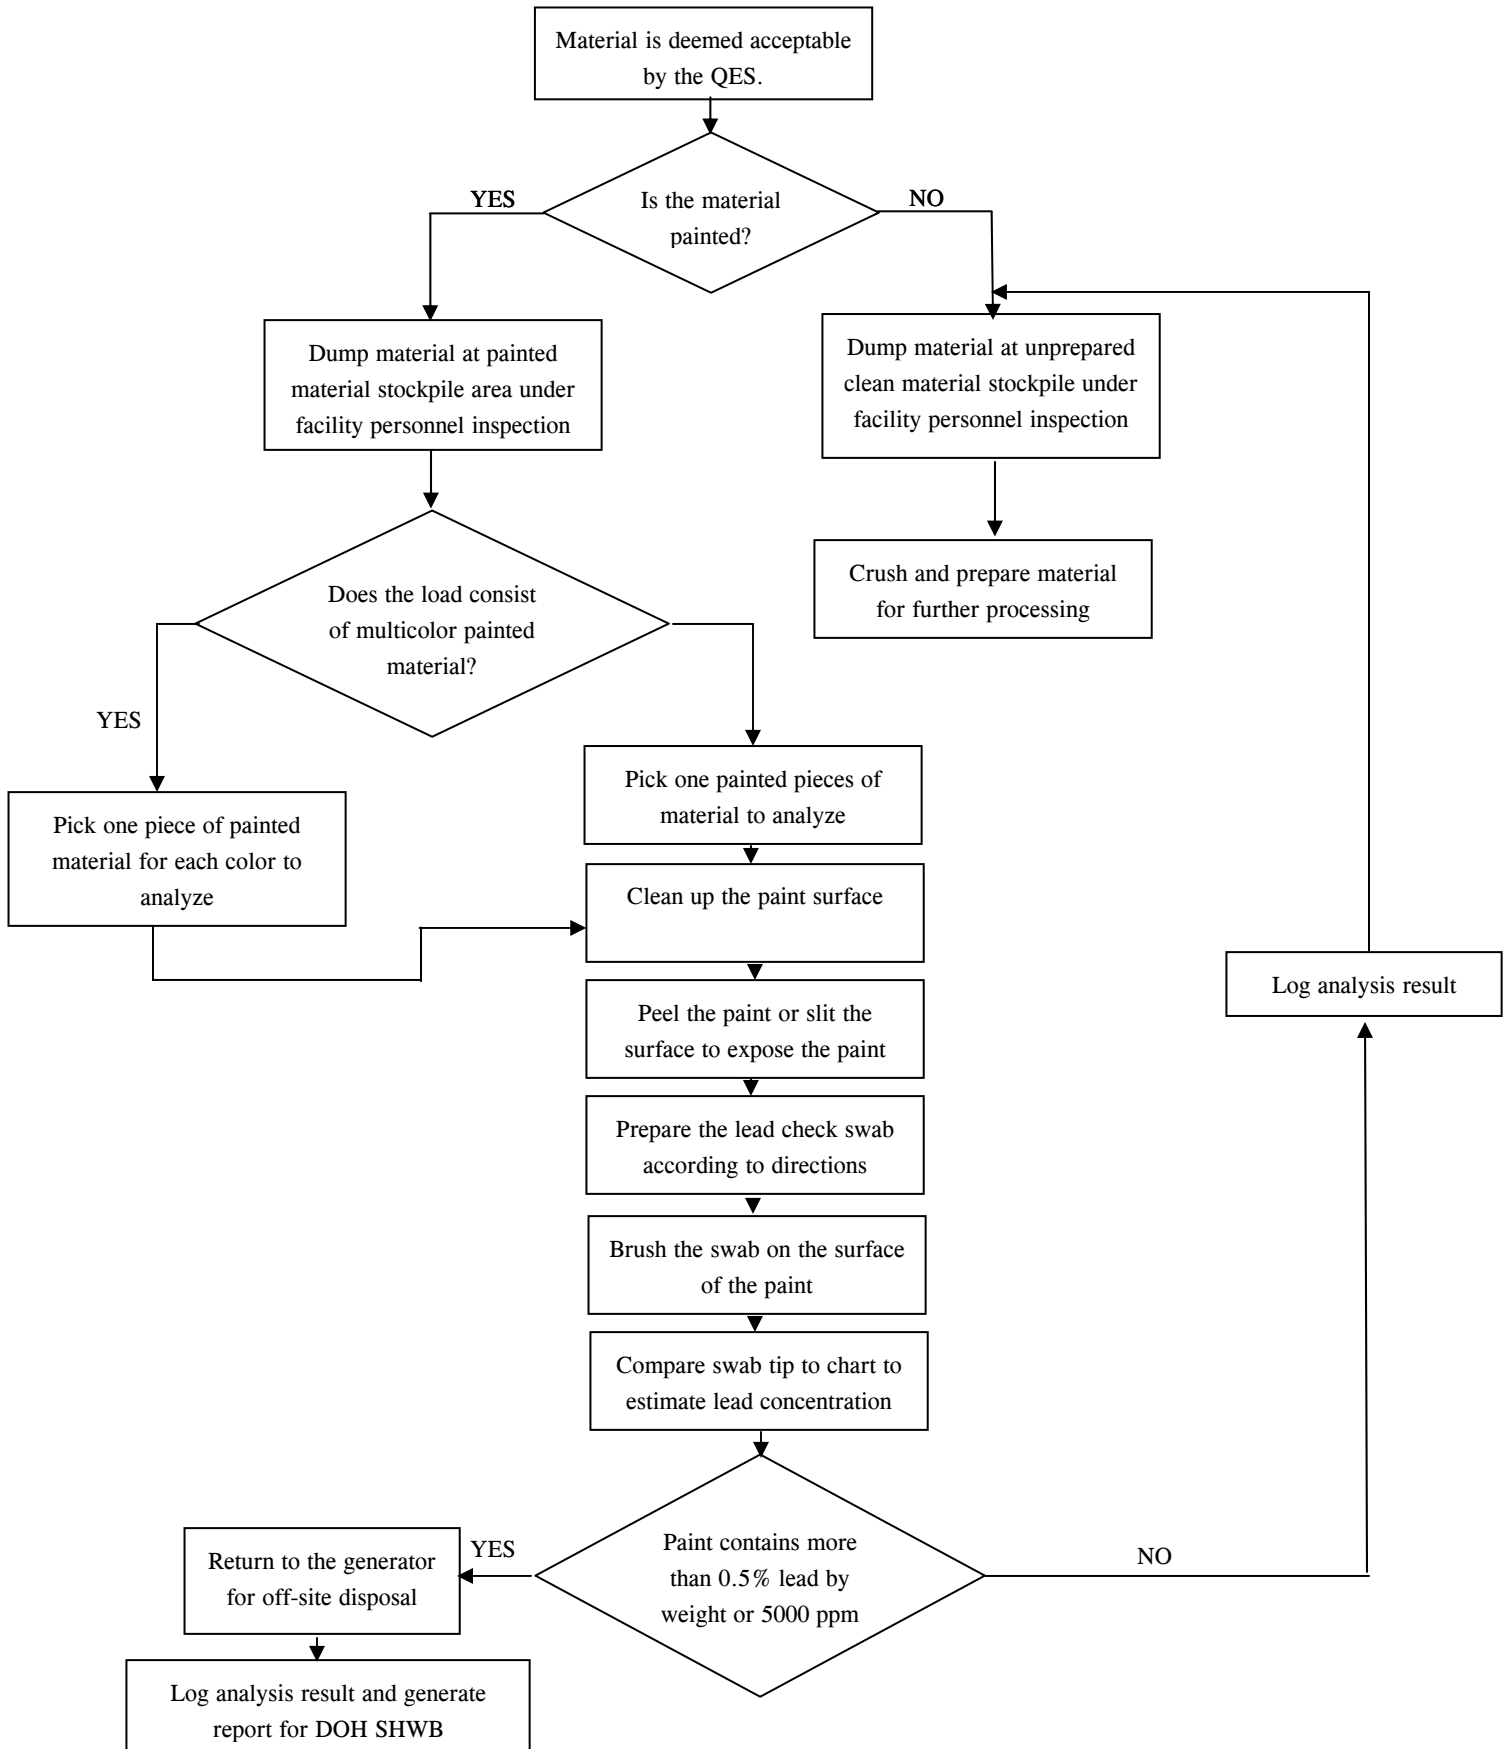 Material is deemed acceptable
by the QES.
Is the material
painted?
YES
NO
Dump material at painted
material stockpile area under
facility personnel inspection
Dump material at unprepared
clean material stockpile under
facility personnel inspection
Crush and prepare material
for further processing
Does the load consist
of multicolor painted
material?
YES
Pick one piece of painted
material for each color to
analyze
Pick one painted pieces of
material to analyze
Clean up the paint surface
Peel the paint or slit the
surface to expose the paint
Prepare the lead check swab
according to directions
Brush the swab on the surface
of the paint
Compare swab tip to chart to
estimate lead concentration
Paint contains more
than 0.5% lead by
weight or 5000 ppm
YES
NO
Log analysis result
Return to the generator
for off-site disposal
Log analysis result and generate
report for DOH SHWB